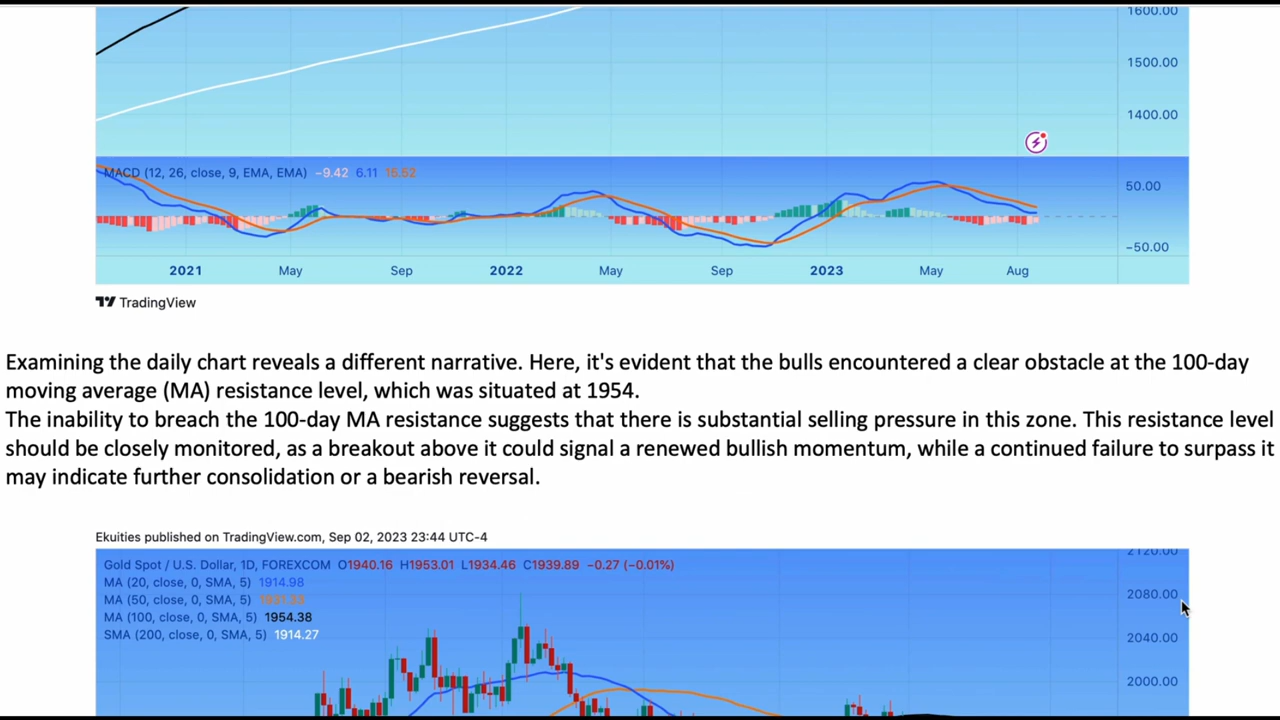 1600.00
1500.00
1400.00
MACD (12, 26, close, 9, EMA, EMA) −9.42 6.11 15.52
50.00
−50.00
2021 May Sep 2022 May Sep 2023 May Aug
TradingView
Examining the daily chart reveals a different narrative. Here, it's evident that the bulls encountered a clear obstacle at the 100-day
moving average (MA) resistance level, which was situated at 1954.
The inability to breach the 100-day MA resistance suggests that there is substantial selling pressure in this zone. This resistance level
should be closely monitored, as a breakout above it could signal a renewed bullish momentum, while a continued failure to surpass it
may indicate further consolidation or a bearish reversal.
Ekuities published on TradingView.com, Sep 02, 2023 23:44 UTC-4
2120.00
Gold Spot / U.S. Dollar, 1D, FOREXCOM O1940.16 H1953.01 L1934.46 C1939.89 −0.27 (−0.01%)
MA (20, close, 0, SMA, 5) 1914.98
MA (50, close, 0, SMA, 5)
MA (100, close, 0, SMA, 5) 1954.38
SMA (200, close, 0, SMA, 5) 1914.27
2080.00
2040.00
2000.00